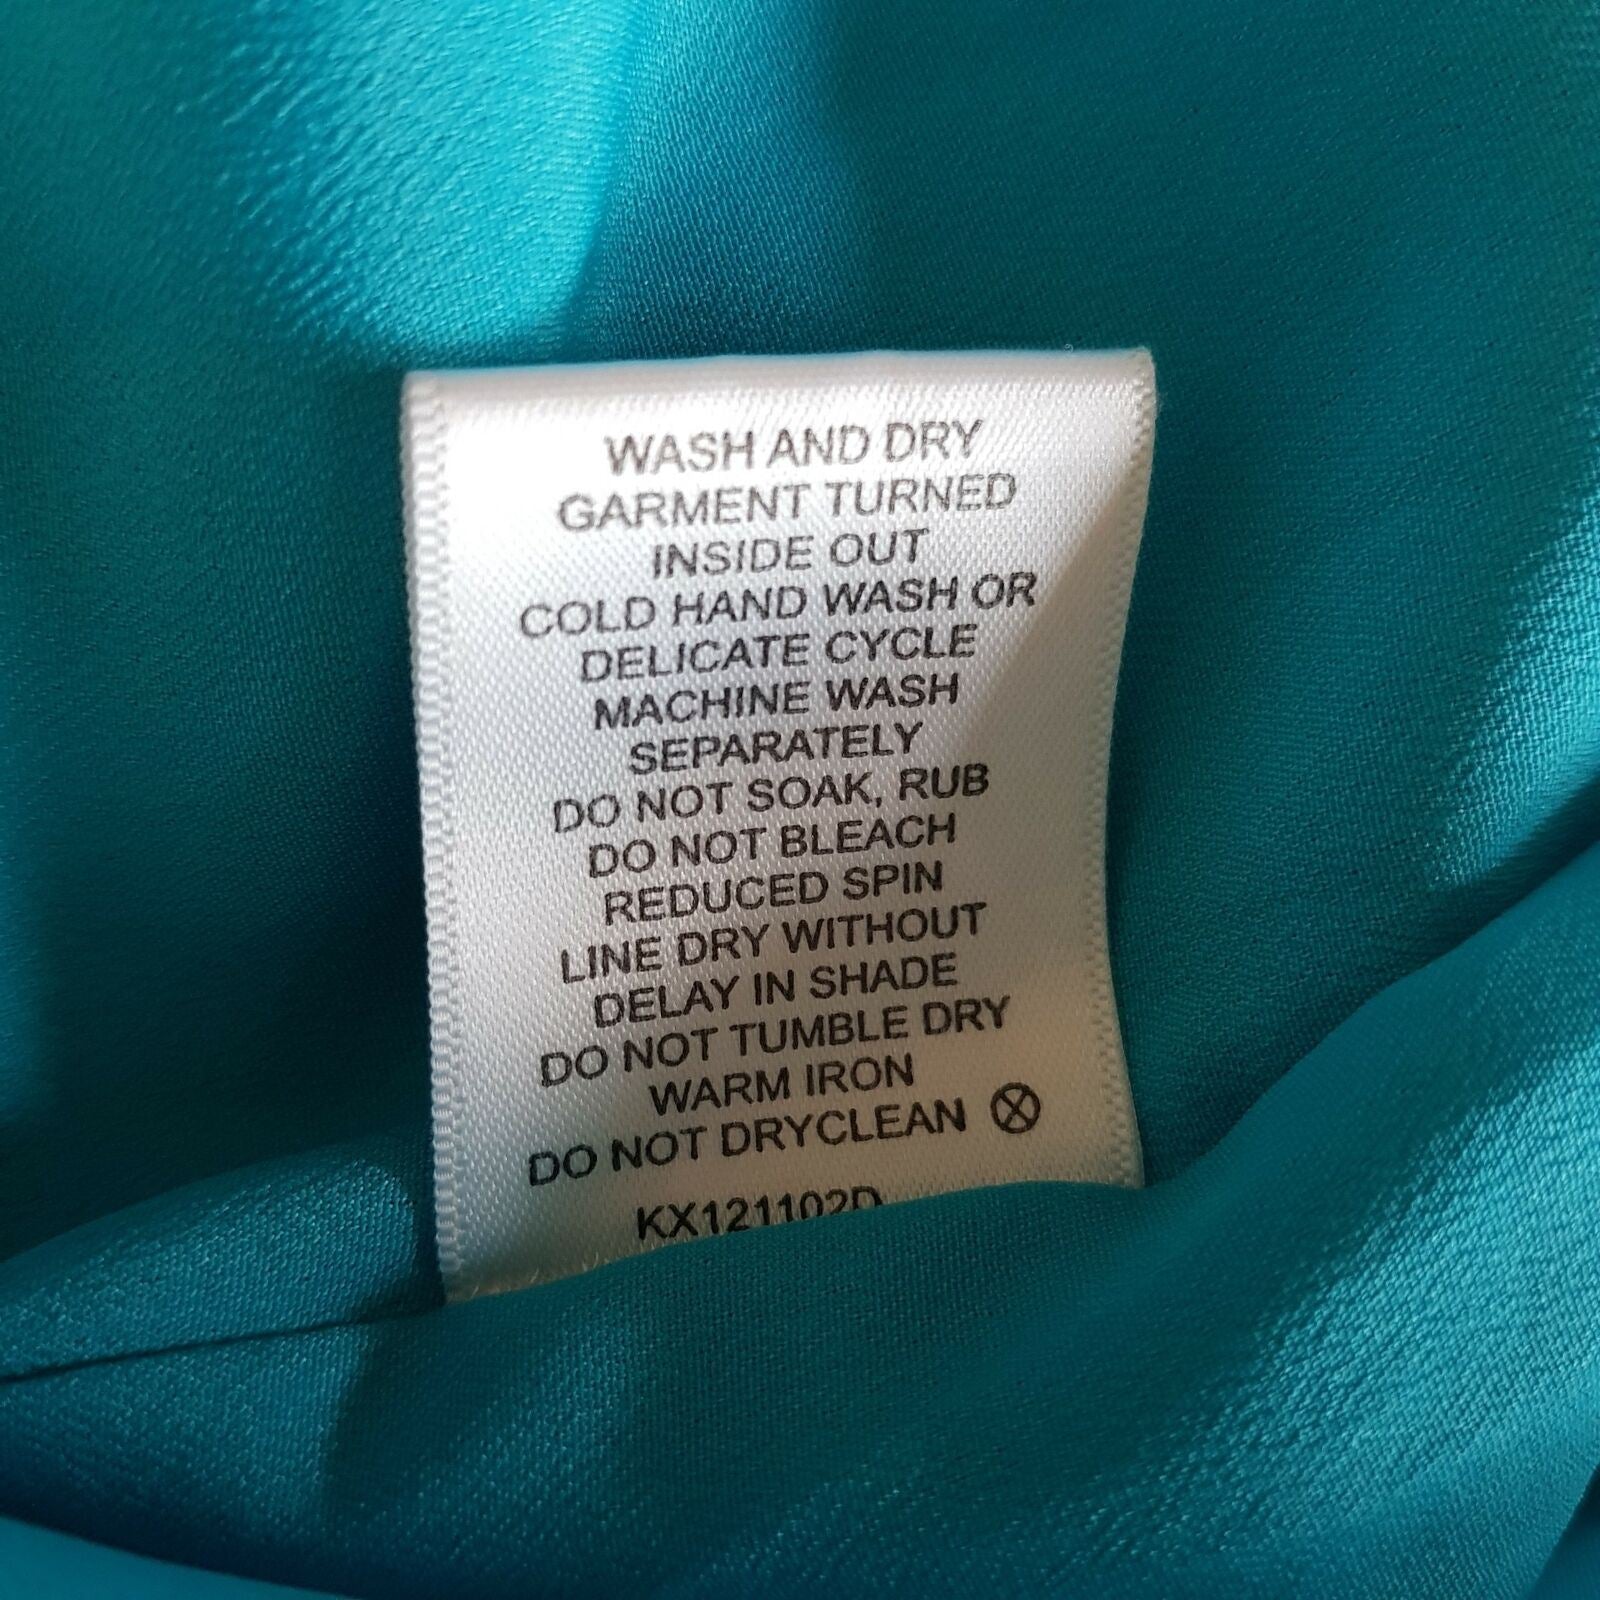 WASH AND DRY
GARMENT TURNED
INSIDE OUT
COLD HAND WASH OR
DELICATE CYCLE
MACHINE WASH
SEPARATELY
DO NOT SOAK, RUB
DO NOT BLEACH
REDUCED SPIN
LINE DRY WITHOUT
DELAY IN SHADE
DO NOT TUMBLE DRY
WARM IRON
DO NOT DRYCLEAN
KX121102D